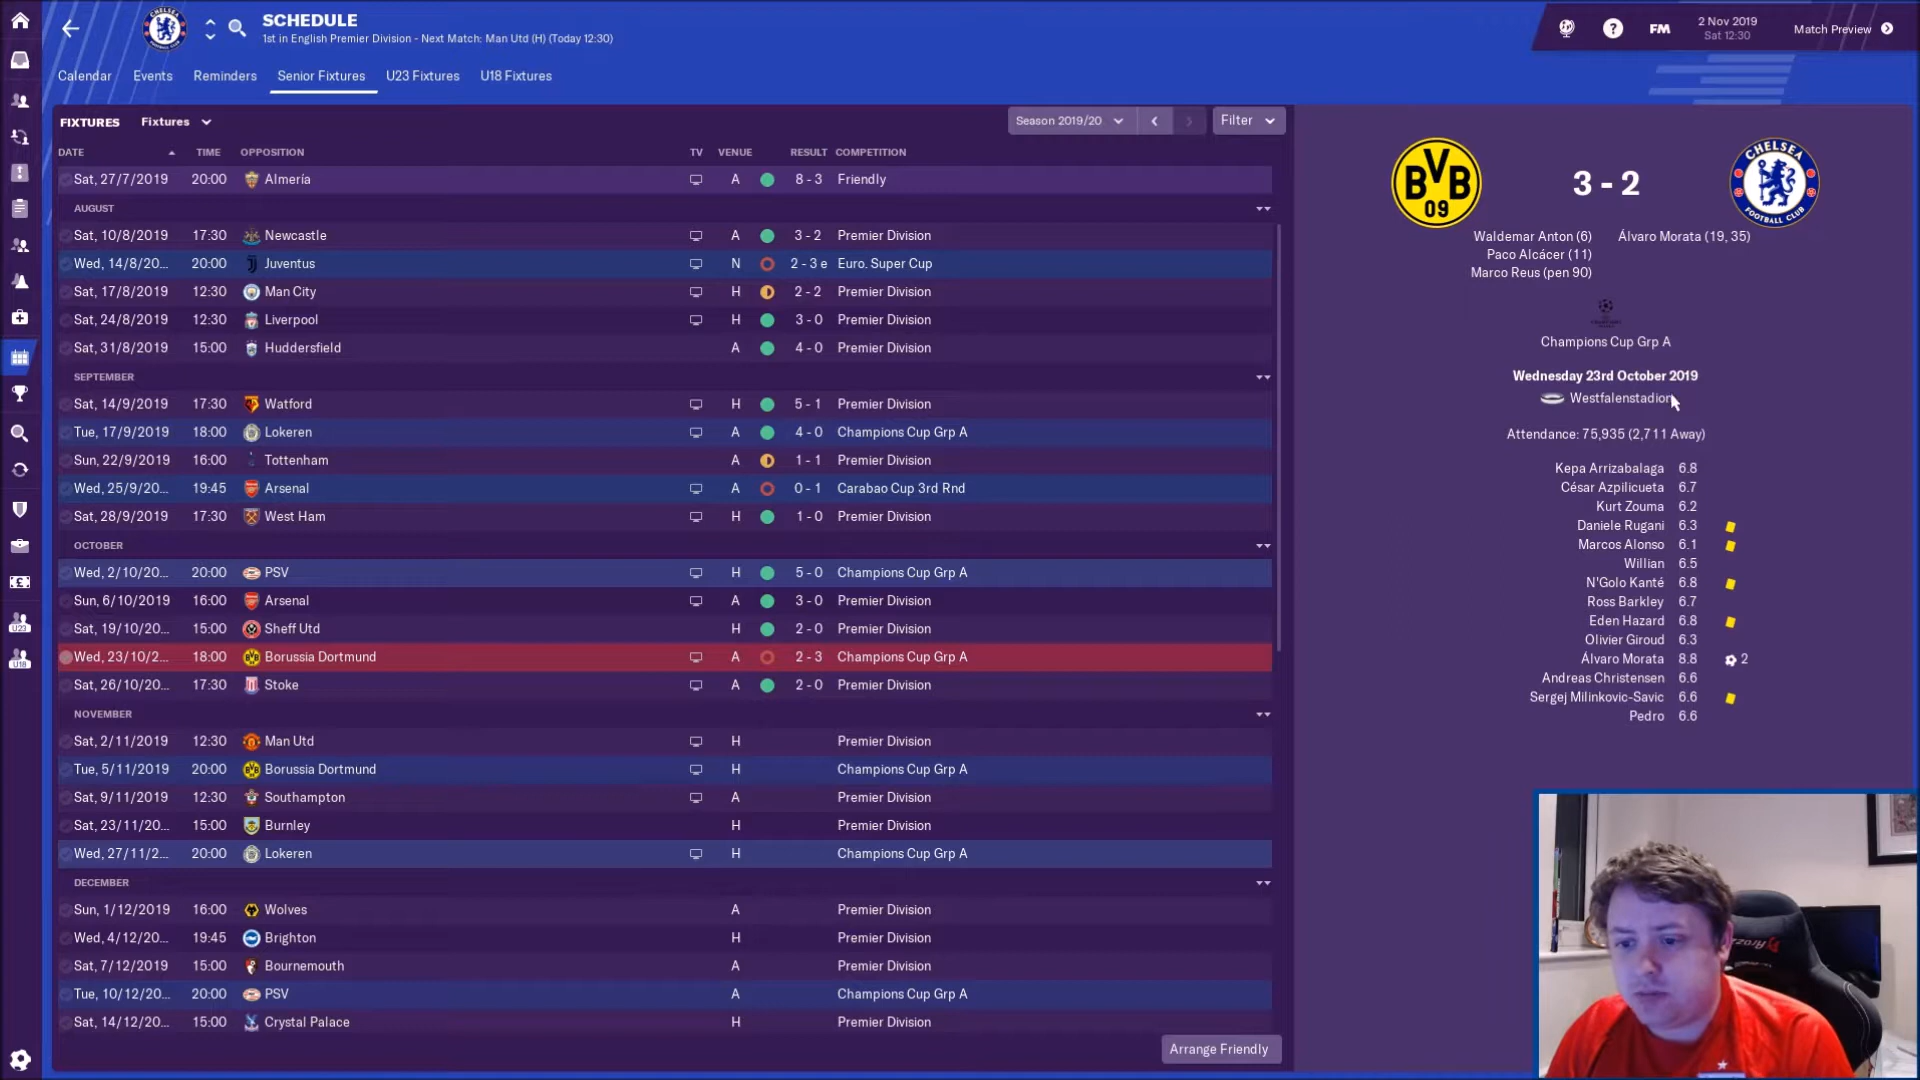 SCHEDULE
1st in English Premier Division - Next Match: Man Utd (H) (Today 12:30)
FM
2 Nov 2019
Sat 12:30
Match Preview
Calendar Events Reminders Senior Fixtures U23 Fixtures U18 Fixtures
FIXTURES Fixtures Season 2019/20 Filter
DATE TIME OPPOSITION TV VENUE RESULT COMPETITION
Sat, 27/7/2019 20:00 Almería A 8 - 3 Friendly
AUGUST
Sat, 10/8/2019 17:30 Newcastle A 3 - 2 Premier Division
Wed, 14/8/20... 20:00 Juventus N 2 - 3 e Euro. Super Cup
Sat, 17/8/2019 12:30 Man City H 2 - 2 Premier Division
Sat, 24/8/2019 12:30 Liverpool H 3 - 0 Premier Division
Sat, 31/8/2019 15:00 Huddersfield A 4 - 0 Premier Division
SEPTEMBER
Sat, 14/9/2019 17:30 Watford H 5 - 1 Premier Division
Tue, 17/9/2019 18:00 Lokeren A 4 - 0 Champions Cup Grp A
Sun, 22/9/2019 16:00 Tottenham A 1 - 1 Premier Division
Wed, 25/9/20... 19:45 Arsenal A 0 - 1 Carabao Cup 3rd Rnd
Sat, 28/9/2019 17:30 West Ham H 1 - 0 Premier Division
OCTOBER
Wed, 2/10/20... 20:00 PSV H 5 - 0 Champions Cup Grp A
Sun, 6/10/2019 16:00 Arsenal A 3 - 0 Premier Division
Sat, 19/10/20... 15:00 Sheff Utd H 2 - 0 Premier Division
Wed, 23/10/2... 18:00 Borussia Dortmund A 2 - 3 Champions Cup Grp A
Sat, 26/10/20... 17:30 Stoke A 2 - 0 Premier Division
NOVEMBER
Sat, 2/11/2019 12:30 Man Utd H Premier Division
Tue, 5/11/2019 20:00 Borussia Dortmund H Champions Cup Grp A
Sat, 9/11/2019 12:30 Southampton A Premier Division
Sat, 23/11/20... 15:00 Burnley H Premier Division
Wed, 27/11/2... 20:00 Lokeren H Champions Cup Grp A
DECEMBER
Sun, 1/12/2019 16:00 Wolves A Premier Division
Wed, 4/12/20... 19:45 Brighton H Premier Division
Sat, 7/12/2019 15:00 Bournemouth A Premier Division
Tue, 10/12/20... 20:00 PSV A Champions Cup Grp A
Sat, 14/12/20... 15:00 Crystal Palace H Premier Division
Arrange Friendly
BVB 09
3 - 2
CHELSEA FOOTBALL CLUB
Waldemar Anton (6) Álvaro Morata (19, 35)
Paco Alcácer (11)
Marco Reus (pen 90)
Champions Cup Grp A
Wednesday 23rd October 2019
Westfalenstadion
Attendance: 75,935 (2,711 Away)
Kepa Arrizabalaga 6.8
César Azpilicueta 6.7
Kurt Zouma 6.2
Daniele Rugani 6.3
Marcos Alonso 6.1
Willian 6.5
N'Golo Kanté 6.8
Ross Barkley 6.7
Eden Hazard 6.8
Olivier Giroud 6.3
Álvaro Morata 8.8 2
Andreas Christensen 6.6
Sergej Milinkovic-Savic 6.6
Pedro 6.6
U23
U18